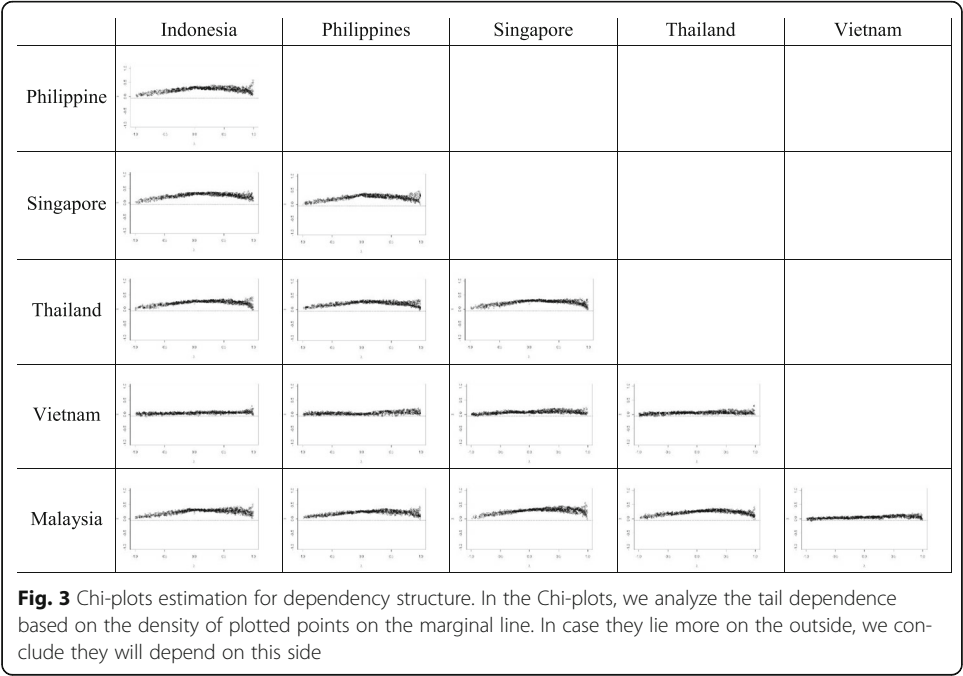 Indonesia Philippines Singapore Thailand Vietnam
Philippine
Singapore
Thailand
Vietnam
Malaysia
Fig. 3 Chi-plots estimation for dependency structure. In the Chi-plots, we analyze the tail dependence
based on the density of plotted points on the marginal line. In case they lie more on the outside, we con-
clude they will depend on this side